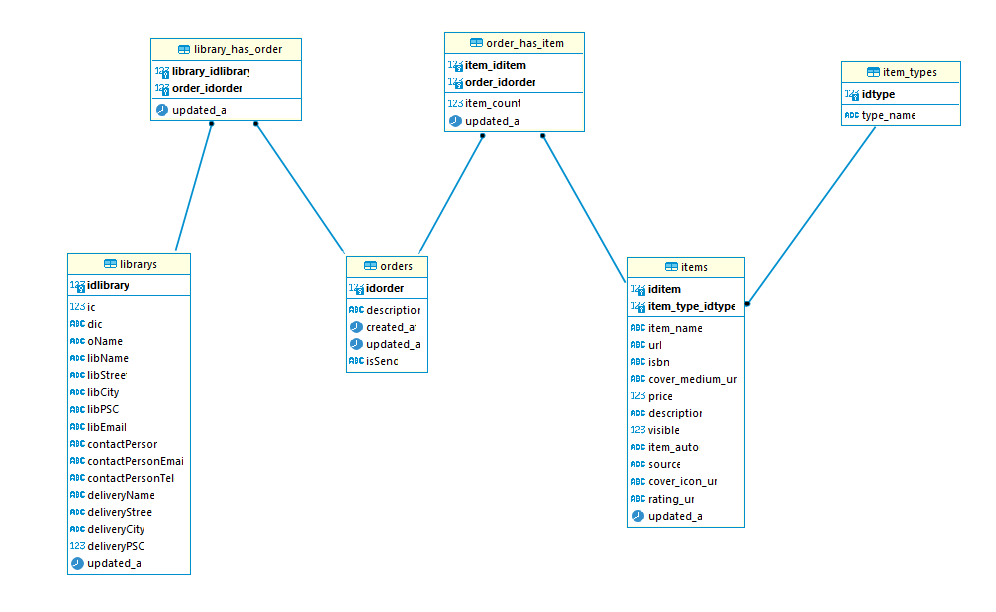 library_has_order
123 library_idlibrary
123 order_idorder
updated_a
order_has_item
123 item_iditem
123 order_idorder
123 item_count
updated_a
item_types
123 idtype
ABC type_name
librarys
123 idlibrary
123 ic
ABC dic
ABC oName
ABC libName
ABC libStree
ABC libCity
ABC libPSC
ABC libEmail
ABC contactPersor
ABC contactPersonEmai
ABC contactPersonTel
ABC deliveryName
ABC deliveryStree
ABC deliveryCity
123 deliveryPSC
updated_a
orders
123 idorder
ABC description
created_a
updated_a
ABC isSenc
items
123 iditem
123 item_type_idtype
ABC item_name
ABC url
ABC isbn
ABC cover_medium_ur
123 price
ABC description
123 visible
ABC item_auto
ABC source
ABC cover_icon_ur
ABC rating_ur
updated_a